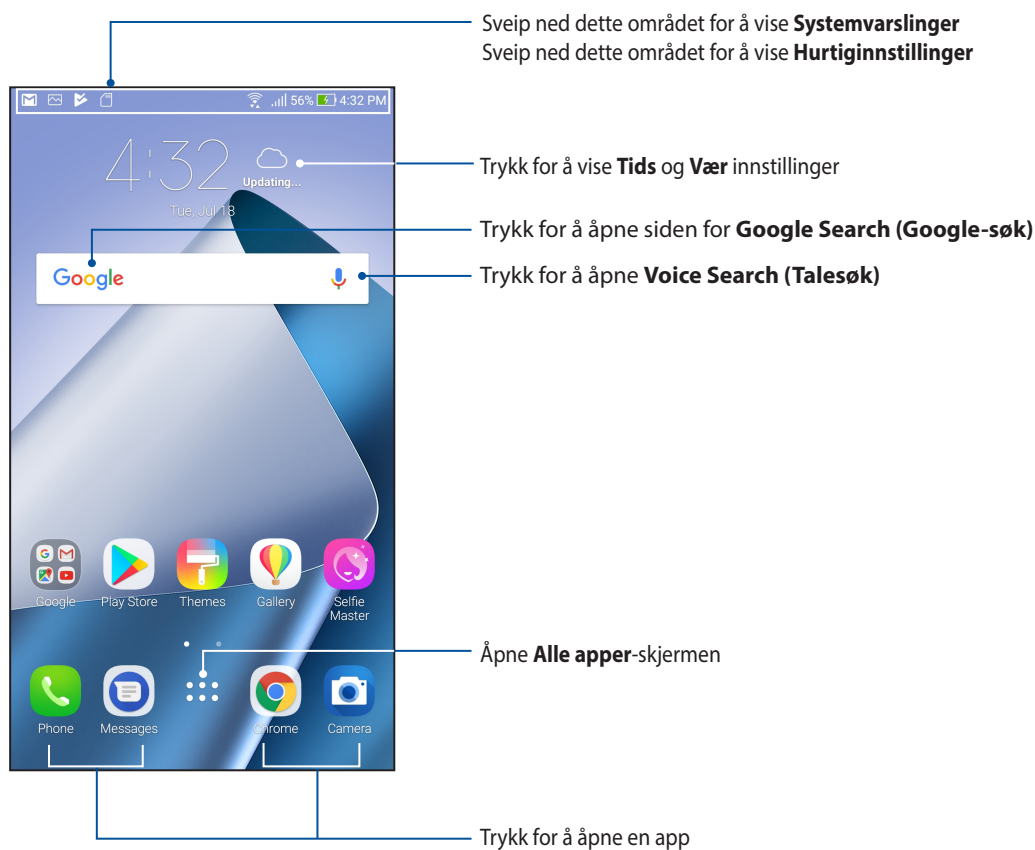 Sveip ned dette området for å vise Systemvarslinger
Sveip ned dette området for å vise Hurtiginnstillinger
56% 4:32 PM
4:32
Updating...
Tue, Jul 18
Trykk for å vise Tids og Vær innstillinger
Trykk for å åpne siden for Google Search (Google-søk)
Google
Trykk for å åpne Voice Search (Talesøk)
Google Play Store Themes Gallery Selfie Master
Åpne Alle apper-skjermen
Phone Messages Chrome Camera
Trykk for å åpne en app